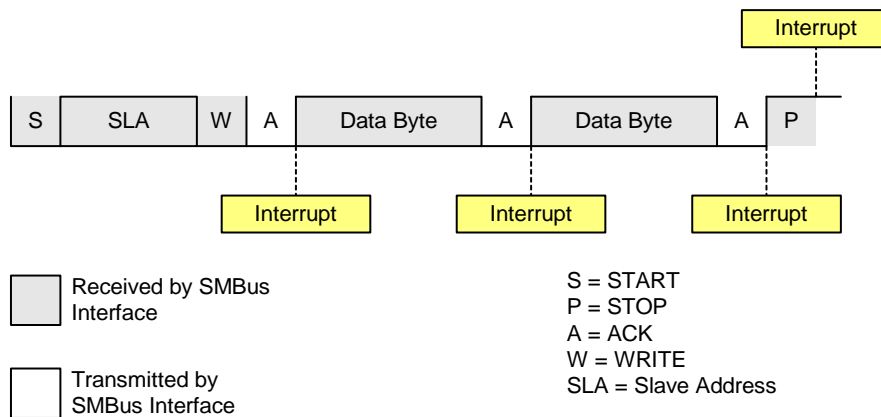 Interrupt
S SLA W A Data Byte A Data Byte A P
Interrupt Interrupt Interrupt
Received by SMBus
Interface
Transmitted by
SMBus Interface
S = START
P = STOP
A = ACK
W = WRITE
SLA = Slave Address